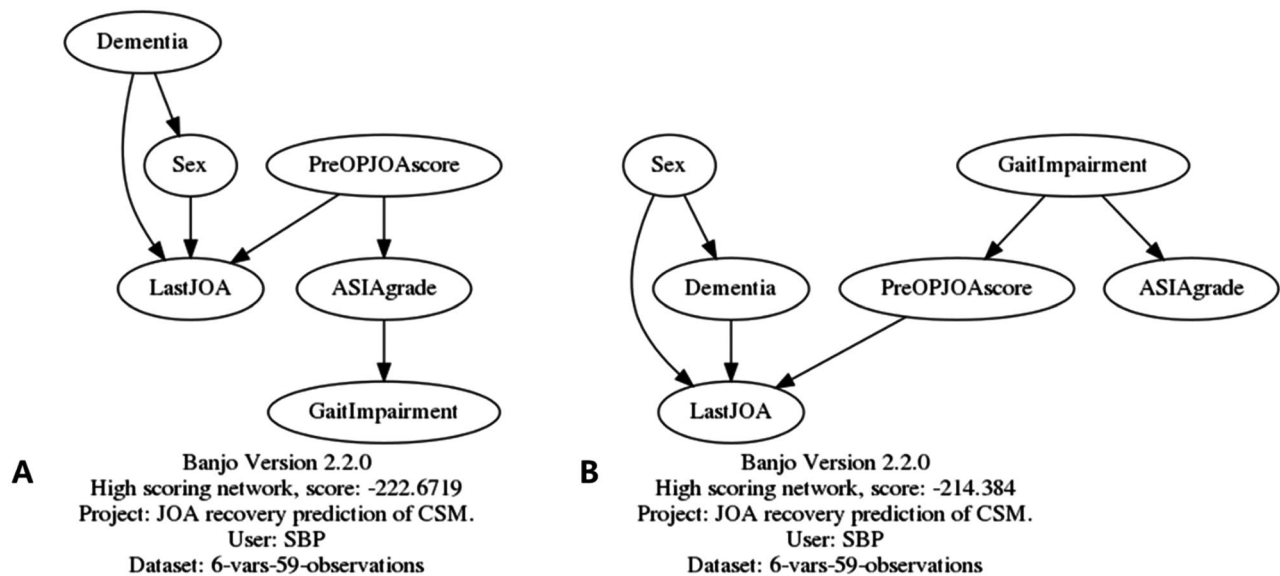 Dementia
Sex
PreOPJOAscore
LastJOA
ASIAgrade
GaitImpairment
A
Banjo Version 2.2.0
High scoring network, score: -222.6719
Project: JOA recovery prediction of CSM.
User: SBP
Dataset: 6-vars-59-observations
Sex
GaitImpairment
Dementia
PreOPJOAscore
ASIAgrade
LastJOA
B
Banjo Version 2.2.0
High scoring network, score: -214.384
Project: JOA recovery prediction of CSM.
User: SBP
Dataset: 6-vars-59-observations